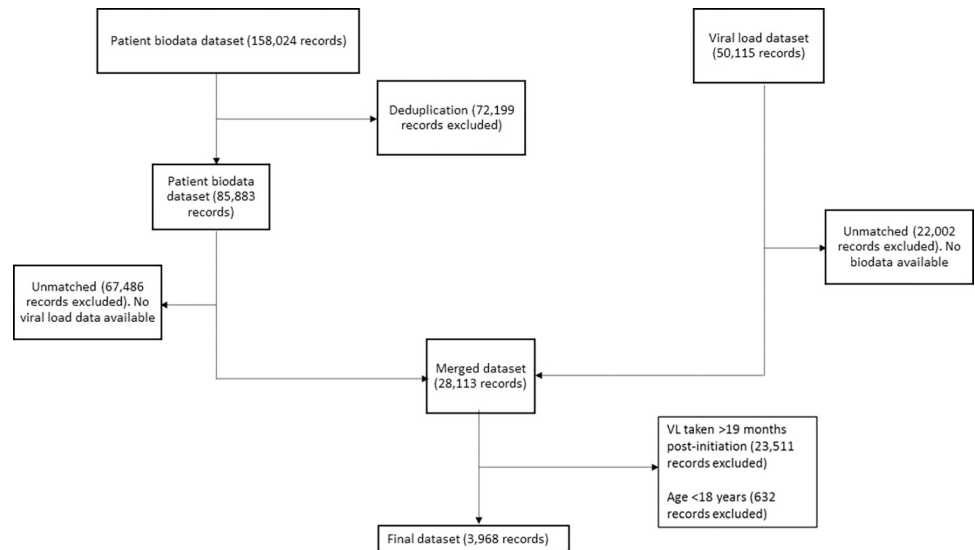 Patient biodata dataset (158,024 records)
Viral load dataset
(50,115 records)
Deduplication (72,199
records excluded)
Patient biodata
dataset (85,883
records)
Unmatched (22,002
records excluded). No
biodata available
Unmatched (67,486
records excluded). No
viral load data available
Merged dataset
(28,113 records)
VL taken >19 months
post-initiation (23,511
records excluded)
Age <18 years (632
records excluded)
Final dataset (3,968 records)